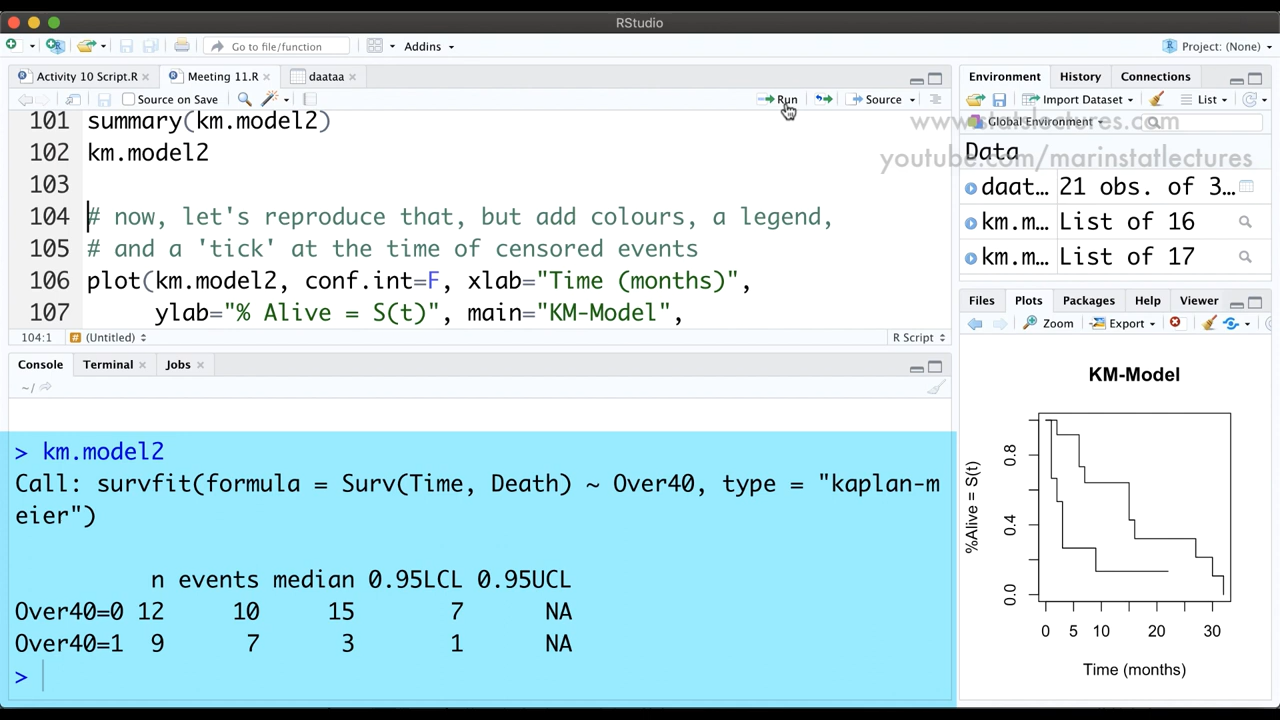 RStudio
Go to file/function
Addins
Project: (None)
Activity 10 Script.R
Meeting 11.R
daataa
Source on Save
Run
Source
101 summary(km.model2)
102 km.model2
103
104 # now, let's reproduce that, but add colours, a legend,
105 # and a 'tick' at the time of censored events
106 plot(km.model2, conf.int=F, xlab="Time (months)",
107 ylab="% Alive = S(t)", main="KM-Model",
104:1
(Untitled)
R Script
Console
Terminal
Jobs
~/
> km.model2
Call: survfit(formula = Surv(Time, Death) ~ Over40, type = "kaplan-m
eier")
n events median 0.95LCL 0.95UCL
Over40=0 12 10 15 7 NA
Over40=1 9 7 3 1 NA
>
Environment
History
Connections
Import Dataset
List
Global Environment
youtube.com/marinstatlectures
Data
daat… 21 obs. of 3…
km.m… List of 16
km.m… List of 17
Files
Plots
Packages
Help
Viewer
Zoom
Export
KM-Model
%Alive = S(t)
0.8
0.4
0.0
0 5 10 20 30
Time (months)